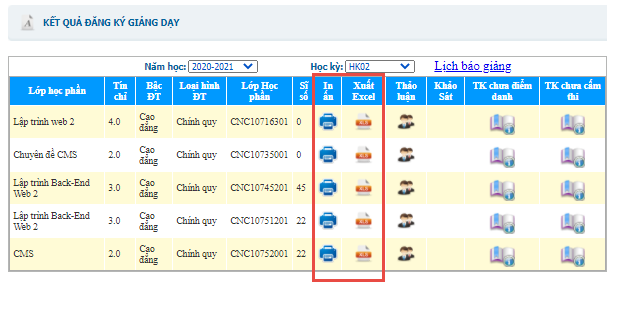 KẾT QUẢ ĐĂNG KÝ GIẢNG DẠY
Năm học: 2020-2021 Học kỳ: HK02 Lịch báo giảng
Lớp học phần Tín chỉ Bậc ĐT Loại hình ĐT Lớp Học phần Sĩ số In ấn Xuất Excel Thảo luận Khảo Sát TK chưa điểm danh TK chưa cấm thi
Lập trình web 2 4.0 Cao đẳng Chính quy CNC10716301 0
Chuyên đề CMS 2.0 Cao đẳng Chính quy CNC10735001 0
Lập trình Back-End Web 2 3.0 Cao đẳng Chính quy CNC10745201 45
Lập trình Back-End Web 2 3.0 Cao đẳng Chính quy CNC10751201 22
CMS 2.0 Cao đẳng Chính quy CNC10752001 22